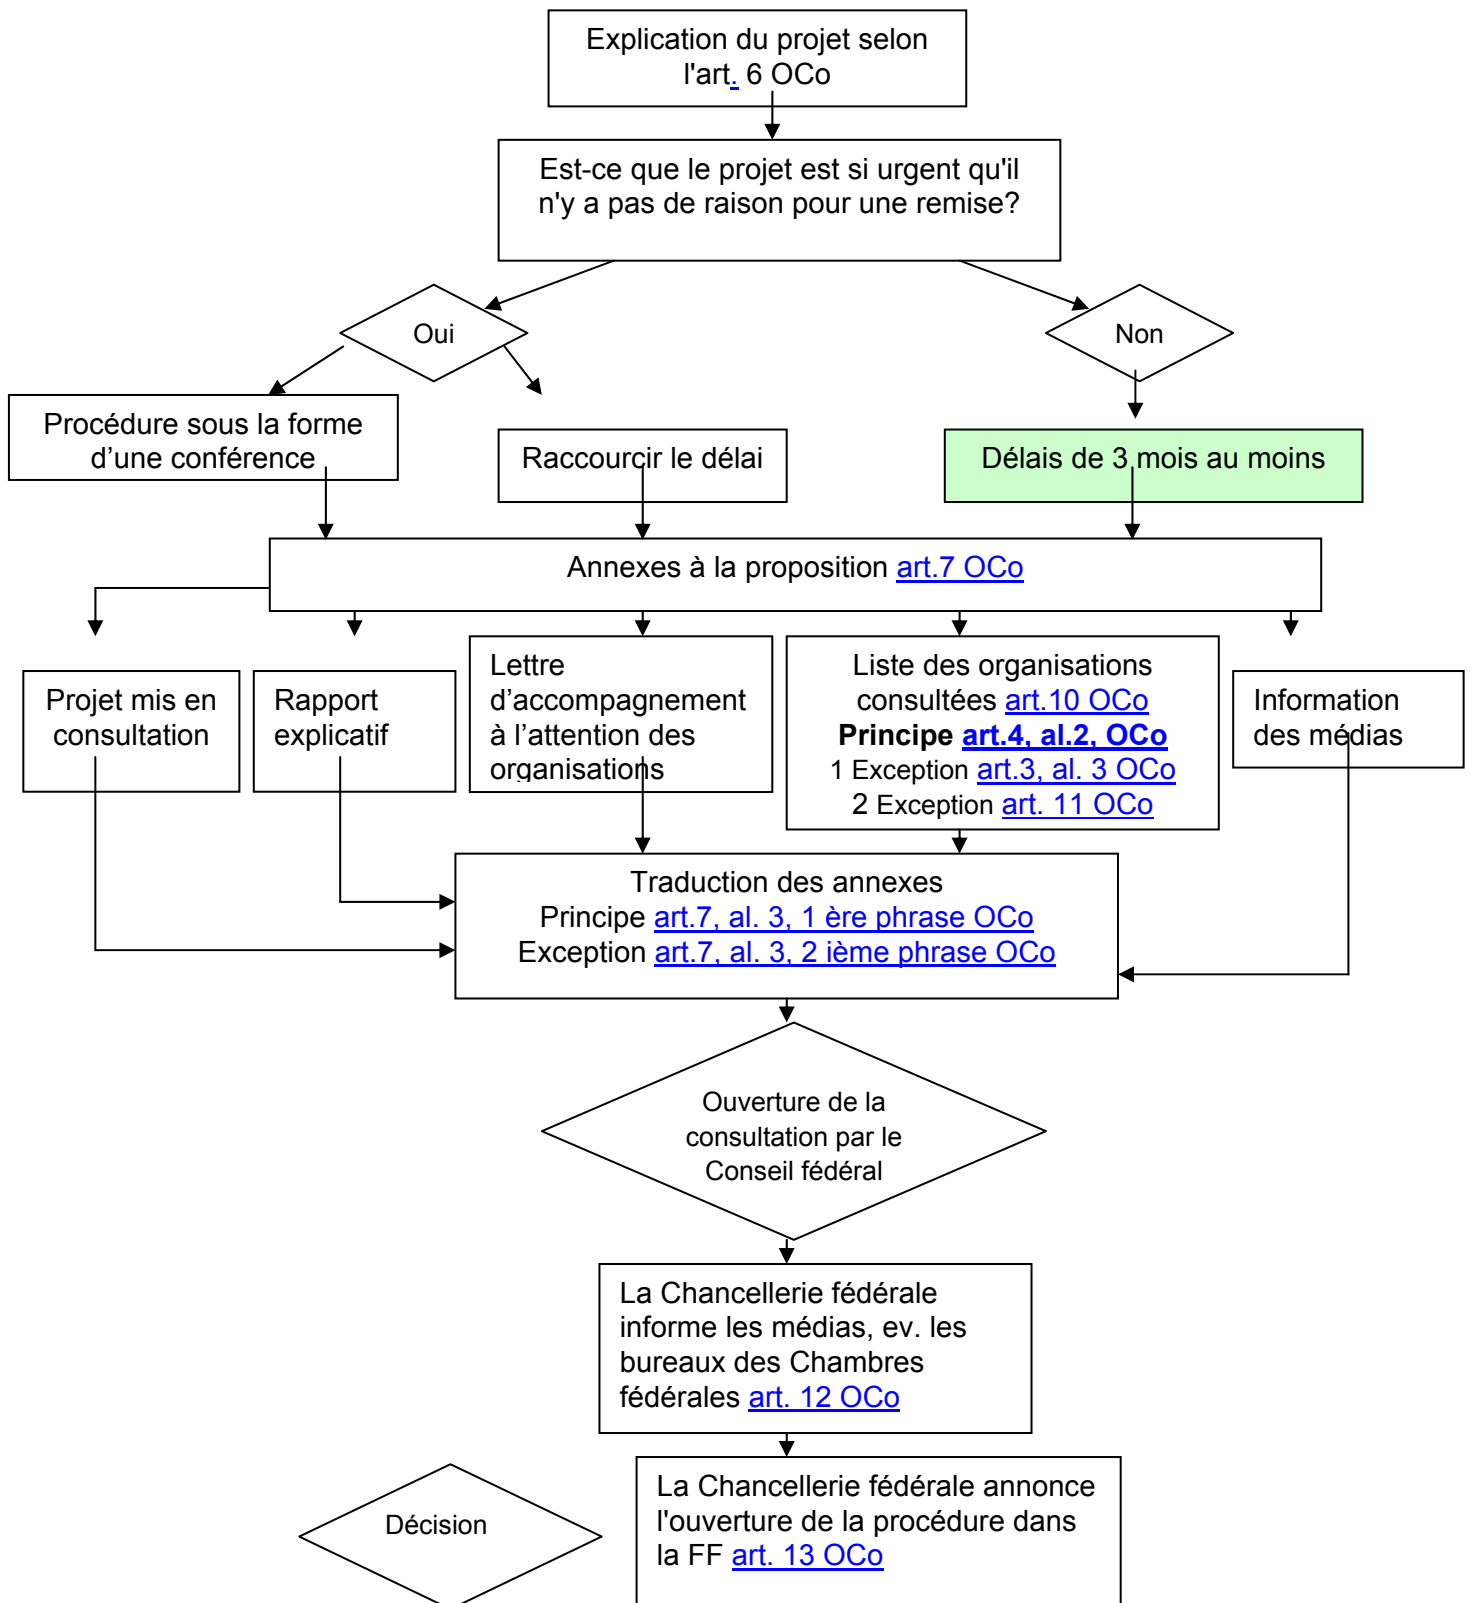 Explication du projet selon
l'art. 6 OCo
Est-ce que le projet est si urgent qu'il
n'y a pas de raison pour une remise?
Oui
Non
Procédure sous la forme
d’une conférence
Raccourcir le délai
Délais de 3 mois au moins
Annexes à la proposition art.7 OCo
Projet mis en
consultation
Rapport
explicatif
Lettre
d’accompagnement
à l’attention des
organisations
Liste des organisations
consultées art.10 OCo
Principe art.4, al.2, OCo
1 Exception art.3, al. 3 OCo
2 Exception art. 11 OCo
Information
des médias
Traduction des annexes
Principe art.7, al. 3, 1 ère phrase OCo
Exception art.7, al. 3, 2 ième phrase OCo
Ouverture de la
consultation par le
Conseil fédéral
La Chancellerie fédérale
informe les médias, ev. les
bureaux des Chambres
fédérales art. 12 OCo
Décision
La Chancellerie fédérale annonce
l'ouverture de la procédure dans
la FF art. 13 OCo